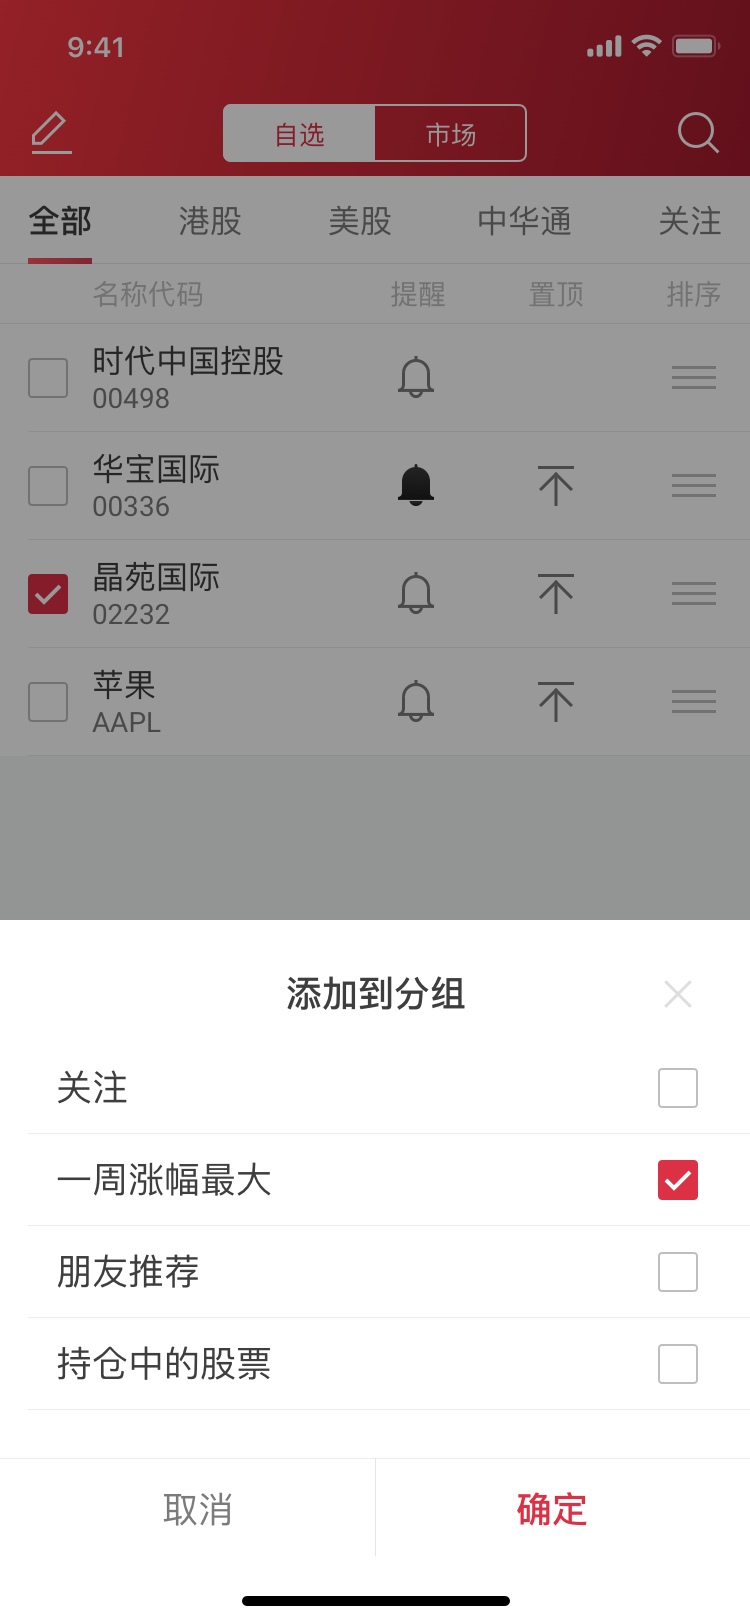 9:41
自选 市场
全部 港股 美股 中华通 关注
名称代码 提醒 置顶 排序
时代中国控股
00498
华宝国际
00336
晶苑国际
02232
苹果
AAPL
添加到分组
关注
一周涨幅最大
朋友推荐
持仓中的股票
取消 确定